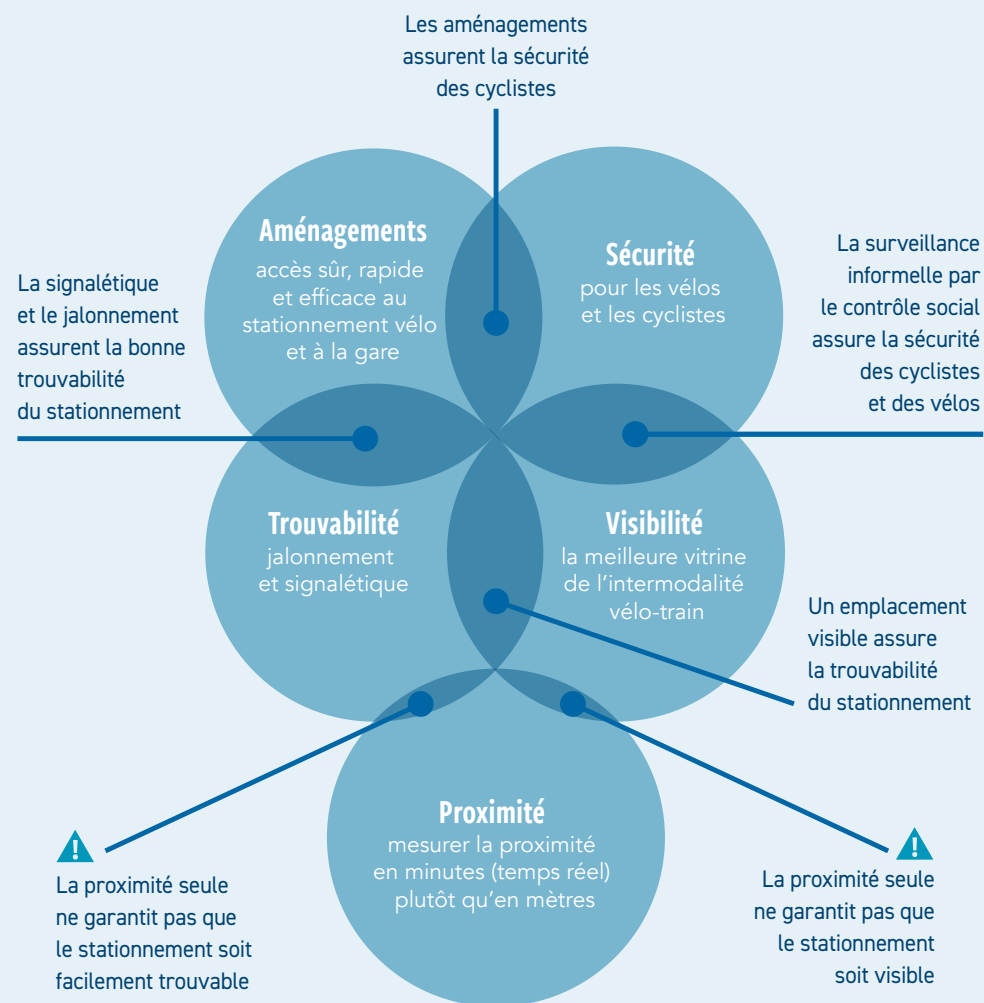 Les aménagements
assurent la sécurité
des cyclistes
Aménagements
accès sûr, rapide
et efficace au
stationnement vélo
et à la gare
Sécurité
pour les vélos
et les cyclistes
La signalétique
et le jalonnement
assurent la bonne
trouvabilité
du stationnement
La surveillance
informelle par
le contrôle social
assure la sécurité
des cyclistes
et des vélos
Trouvabilité
jalonnement
et signalétique
Visibilité
la meilleure vitrine
de l'intermodalité
vélo-train
Un emplacement
visible assure
la trouvabilité
du stationnement
Proximité
mesurer la proximité
en minutes (temps réel)
plutôt qu'en mètres
!
La proximité seule
ne garantit pas que
le stationnement soit
facilement trouvable
!
La proximité seule
ne garantit pas que
le stationnement
soit visible